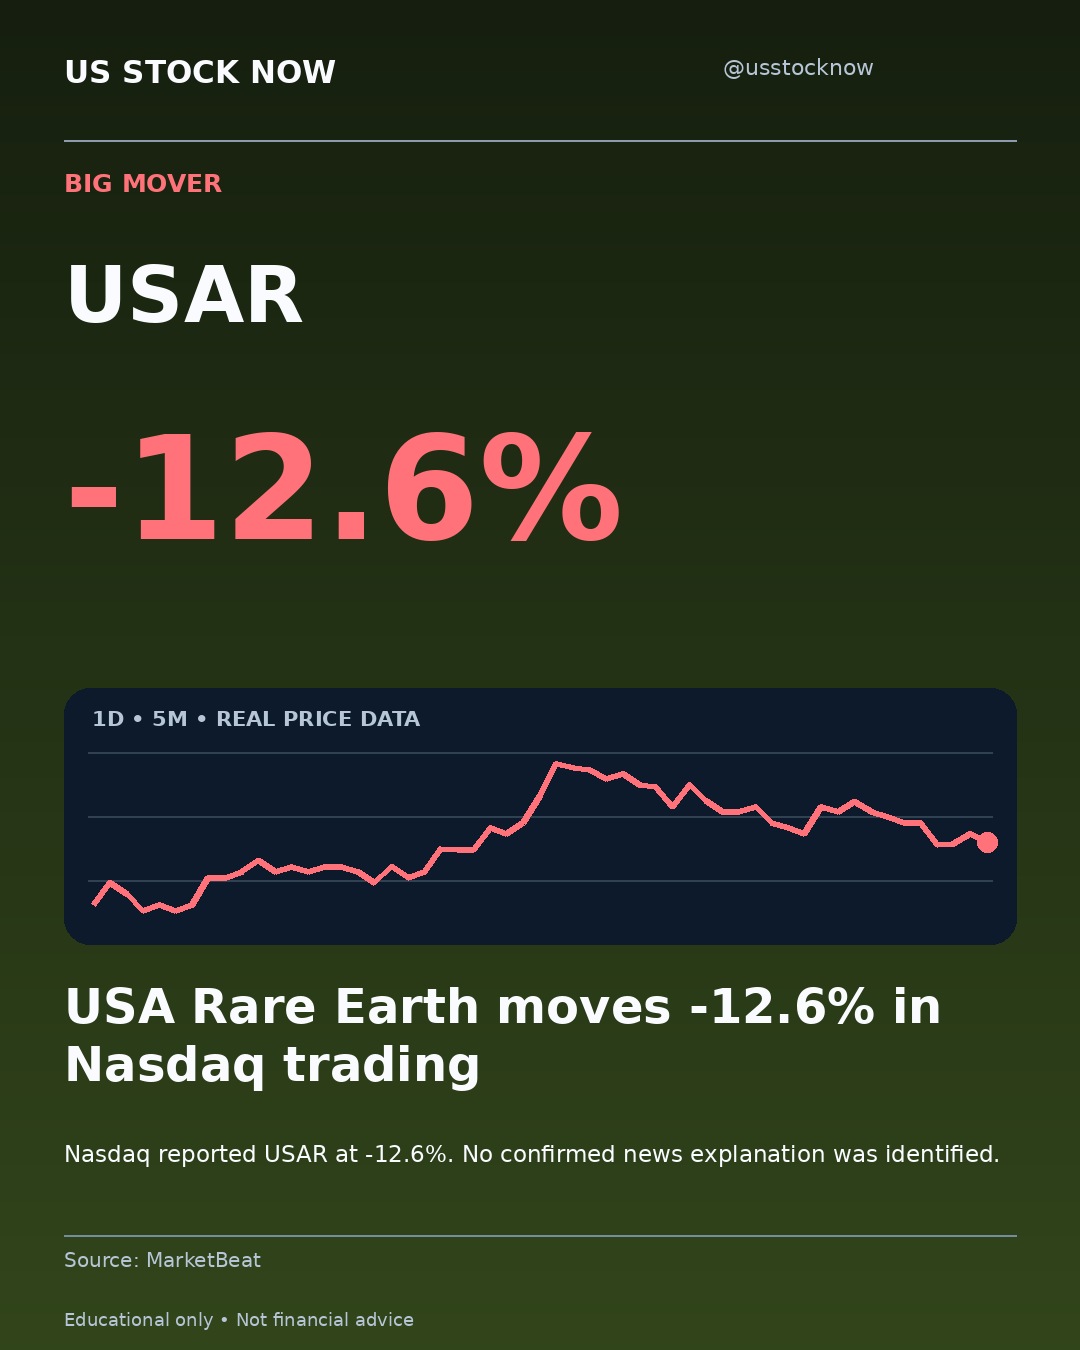 US STOCK NOW
@usstocknow
BIG MOVER
USAR
-12.6%
1D • 5M • REAL PRICE DATA
USA Rare Earth moves -12.6% in
Nasdaq trading
Nasdaq reported USAR at -12.6%. No confirmed news explanation was identified.
Source: MarketBeat
Educational only • Not financial advice